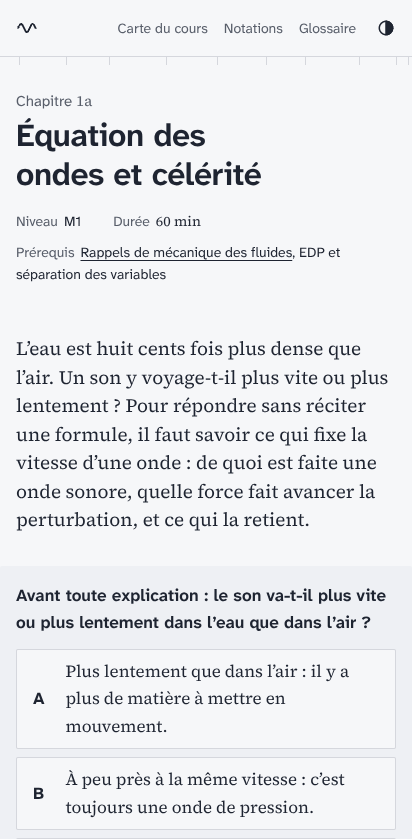 Carte du cours Notations Glossaire
Chapitre 1a
Équation des
ondes et célérité
Niveau M1 Durée 60 min
Prérequis Rappels de mécanique des fluides, EDP et
séparation des variables
L’eau est huit cents fois plus dense que
l’air. Un son y voyage-t-il plus vite ou plus
lentement ? Pour répondre sans réciter
une formule, il faut savoir ce qui fixe la
vitesse d’une onde : de quoi est faite une
onde sonore, quelle force fait avancer la
perturbation, et ce qui la retient.
Avant toute explication : le son va-t-il plus vite
ou plus lentement dans l’eau que dans l’air ?
Plus lentement que dans l’air : il y a
A plus de matière à mettre en
mouvement.
B À peu près à la même vitesse : c’est
toujours une onde de pression.